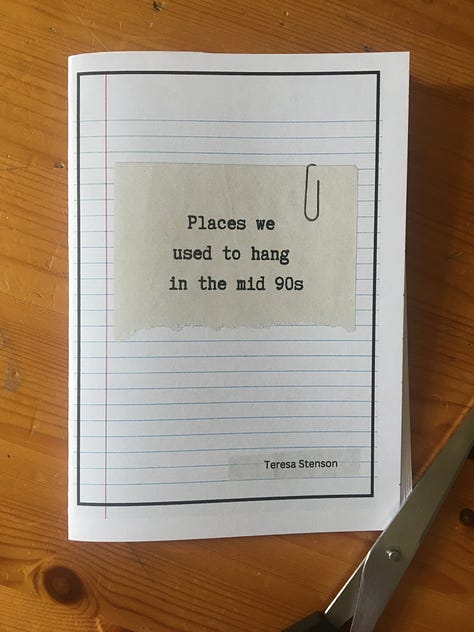 Places we
used to hang
in the mid 90s
Teresa Stenson